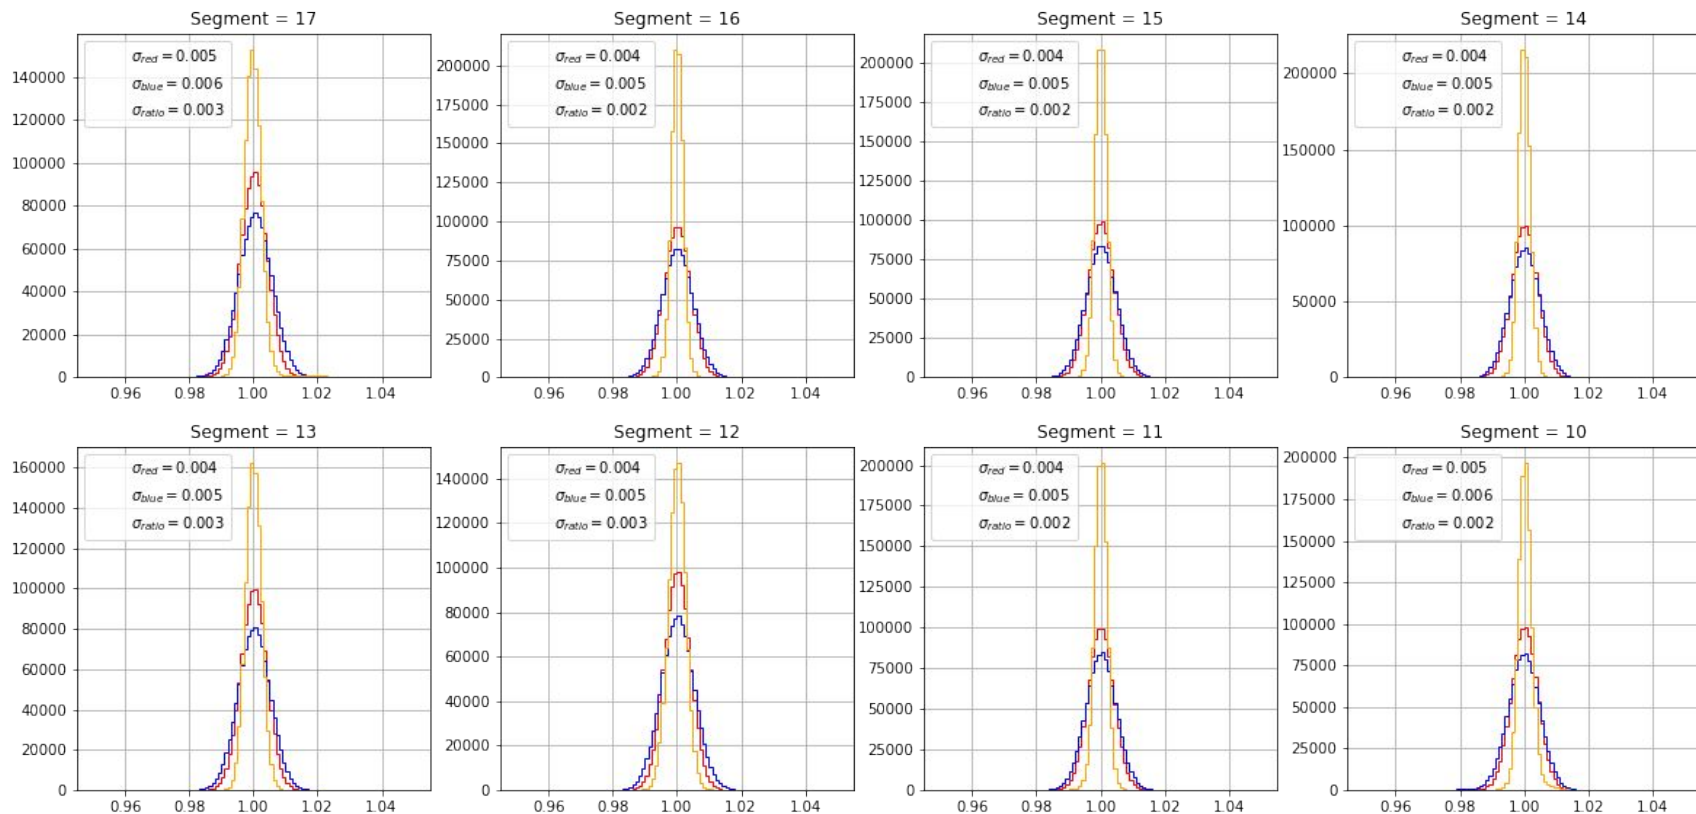 Segment = 17
σred = 0.005
σblue = 0.006
σratio = 0.003
140000
120000
100000
80000
60000
40000
20000
0
0.96 0.98 1.00 1.02 1.04
Segment = 16
σred = 0.004
σblue = 0.005
σratio = 0.002
200000
175000
150000
125000
100000
75000
50000
25000
0
0.96 0.98 1.00 1.02 1.04
Segment = 15
σred = 0.004
σblue = 0.005
σratio = 0.002
200000
175000
150000
125000
100000
75000
50000
25000
0
0.96 0.98 1.00 1.02 1.04
Segment = 14
σred = 0.004
σblue = 0.005
σratio = 0.002
200000
150000
100000
50000
0
0.96 0.98 1.00 1.02 1.04
Segment = 13
σred = 0.004
σblue = 0.005
σratio = 0.003
160000
140000
120000
100000
80000
60000
40000
20000
0
0.96 0.98 1.00 1.02 1.04
Segment = 12
σred = 0.004
σblue = 0.005
σratio = 0.003
140000
120000
100000
80000
60000
40000
20000
0
0.96 0.98 1.00 1.02 1.04
Segment = 11
σred = 0.004
σblue = 0.005
σratio = 0.002
200000
175000
150000
125000
100000
75000
50000
25000
0
0.96 0.98 1.00 1.02 1.04
Segment = 10
σred = 0.005
σblue = 0.006
σratio = 0.002
200000
175000
150000
125000
100000
75000
50000
25000
0
0.96 0.98 1.00 1.02 1.04